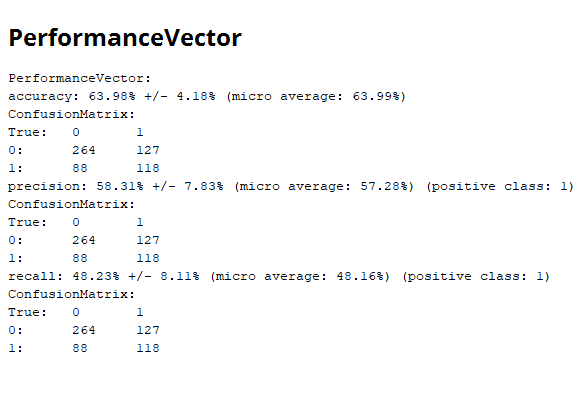 PerformanceVector
PerformanceVector:
accuracy: 63.98% +/- 4.18% (micro average: 63.99%)
ConfusionMatrix:
True: 0 1
0: 264 127
1: 88 118
precision: 58.31% +/- 7.83% (micro average: 57.28%) (positive class: 1)
ConfusionMatrix:
True: 0 1
0: 264 127
1: 88 118
recall: 48.23% +/- 8.11% (micro average: 48.16%) (positive class: 1)
ConfusionMatrix:
True: 0 1
0: 264 127
1: 88 118